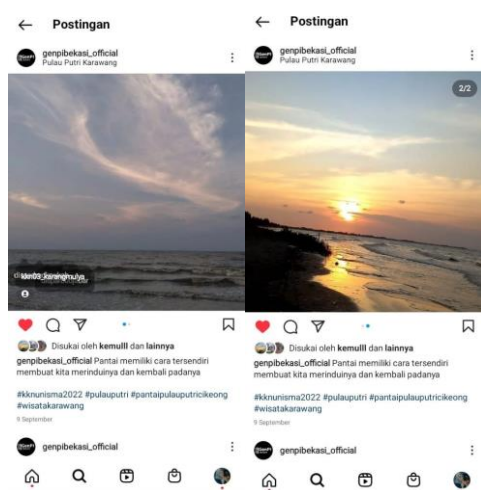 Postingan
genpibekasi_official
Pulau Putri Karawang
kkn03_karangmulya
Disukai oleh kemulll dan lainnya
genpibekasi_official Pantai memiliki cara tersendiri
membuat kita merinduinya dan kembali padanya
#kknunisma2022 #pulauputri #pantaipulauputricikeong
#wisatakarawang
9 September
genpibekasi_official
Postingan
genpibekasi_official
Pulau Putri Karawang
2/2
Disukai oleh kemulll dan lainnya
genpibekasi_official Pantai memiliki cara tersendiri
membuat kita merinduinya dan kembali padanya
#kknunisma2022 #pulauputri #pantaipulauputricikeong
#wisatakarawang
9 September
genpibekasi_official